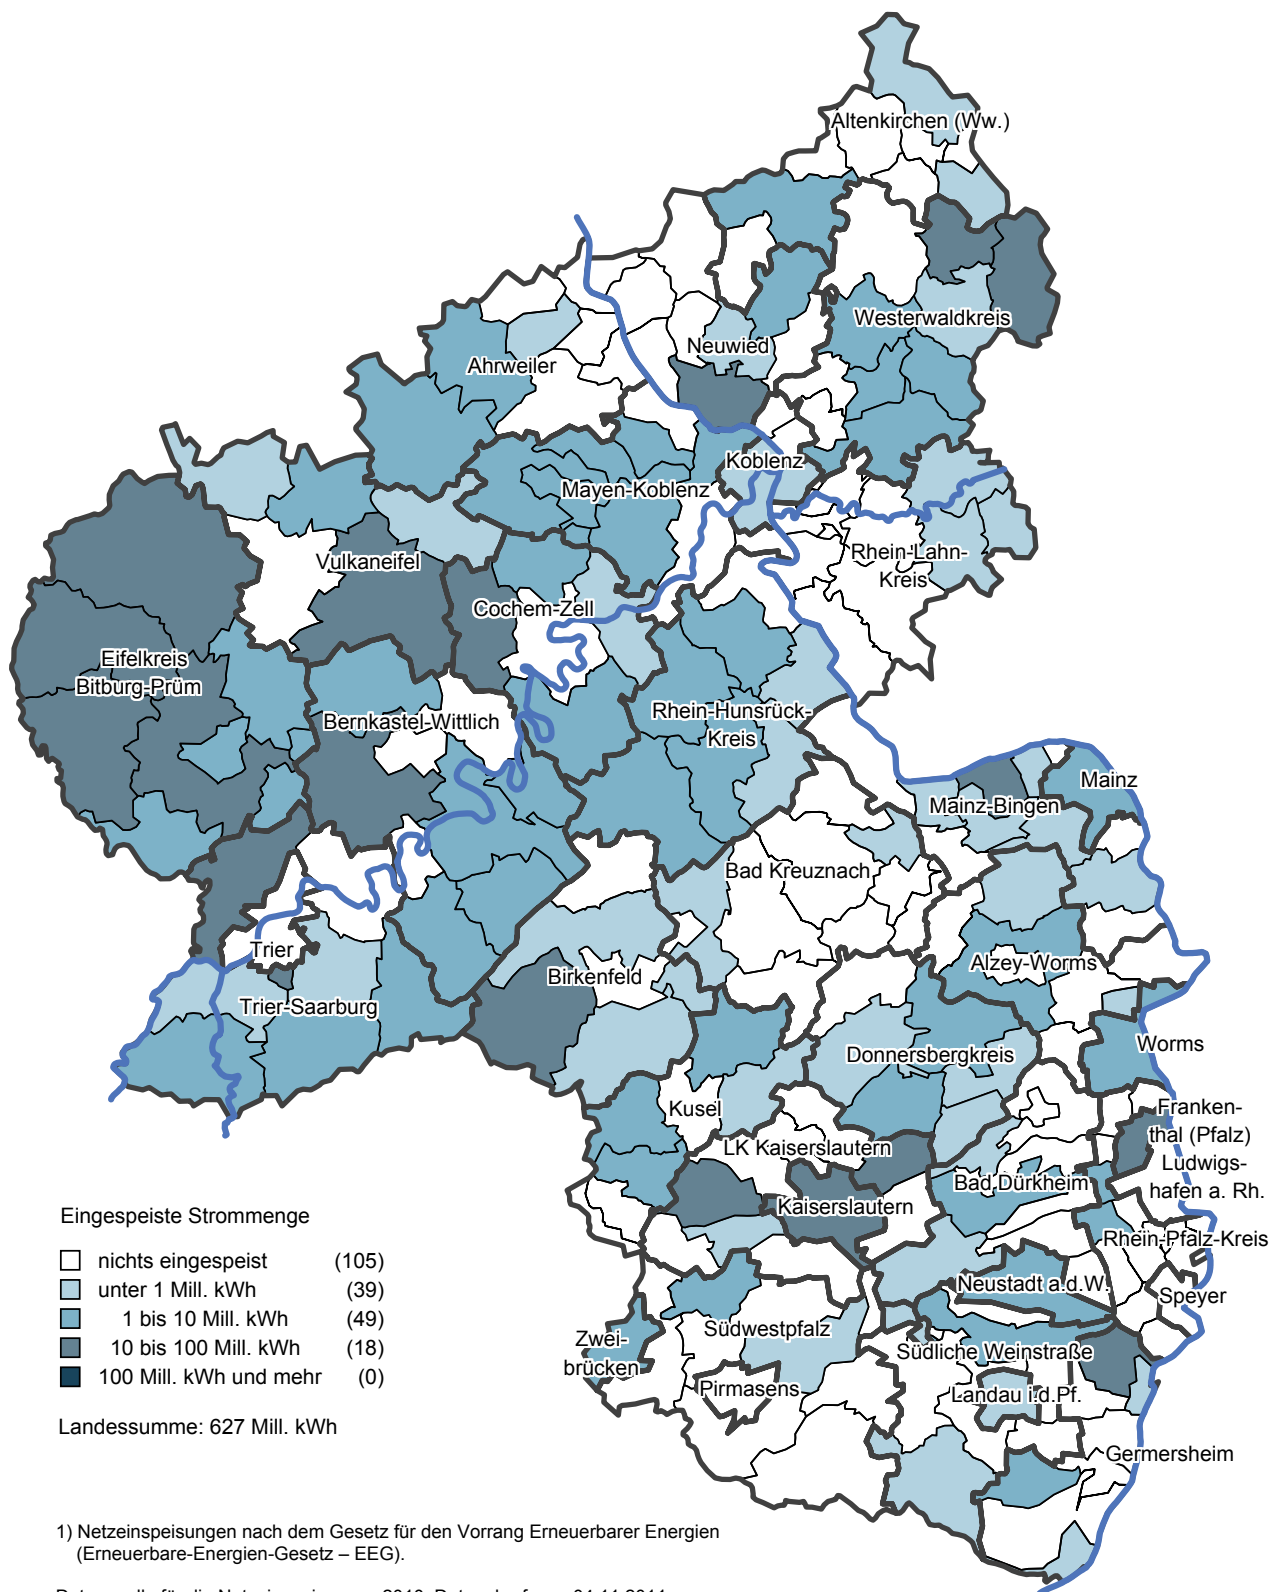 Altenkirchen (Ww.)
Westerwaldkreis
Neuwied
Ahrweiler
Koblenz
Mayen-Koblenz
Rhein-Lahn-
Kreis
Vulkaneifel
Cochem-Zell
Eifelkreis
Bitburg-Prüm
Bernkastel-Wittlich
Rhein-Hunsrück-
Kreis
Mainz
Mainz-Bingen
Bad Kreuznach
Trier
Birkenfeld
Alzey-Worms
Trier-Saarburg
Donnersbergkreis
Worms
Kusel
Franken-
thal (Pfalz)
LK Kaiserslautern
Ludwigs-
hafen a. Rh.
Bad Dürkheim
Kaiserslautern
Rhein-Pfalz-Kreis
Neustadt a.d.W.
Speyer
Südwestpfalz
Zwei-
brücken
Südliche Weinstraße
Pirmasens
Landau i.d.Pf.
Germersheim
Eingespeiste Strommenge
nichts eingespeist (105)
unter 1 Mill. kWh (39)
1 bis 10 Mill. kWh (49)
10 bis 100 Mill. kWh (18)
100 Mill. kWh und mehr (0)
Landessumme: 627 Mill. kWh
1) Netzeinspeisungen nach dem Gesetz für den Vorrang Erneuerbarer Energien
(Erneuerbare-Energien-Gesetz – EEG).